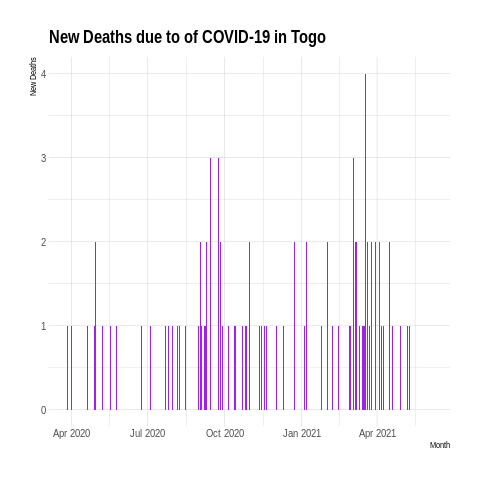 New Deaths due to of COVID-19 in Togo
New Deaths
4
3
2
1
0
Apr 2020 Jul 2020 Oct 2020 Jan 2021 Apr 2021
Month